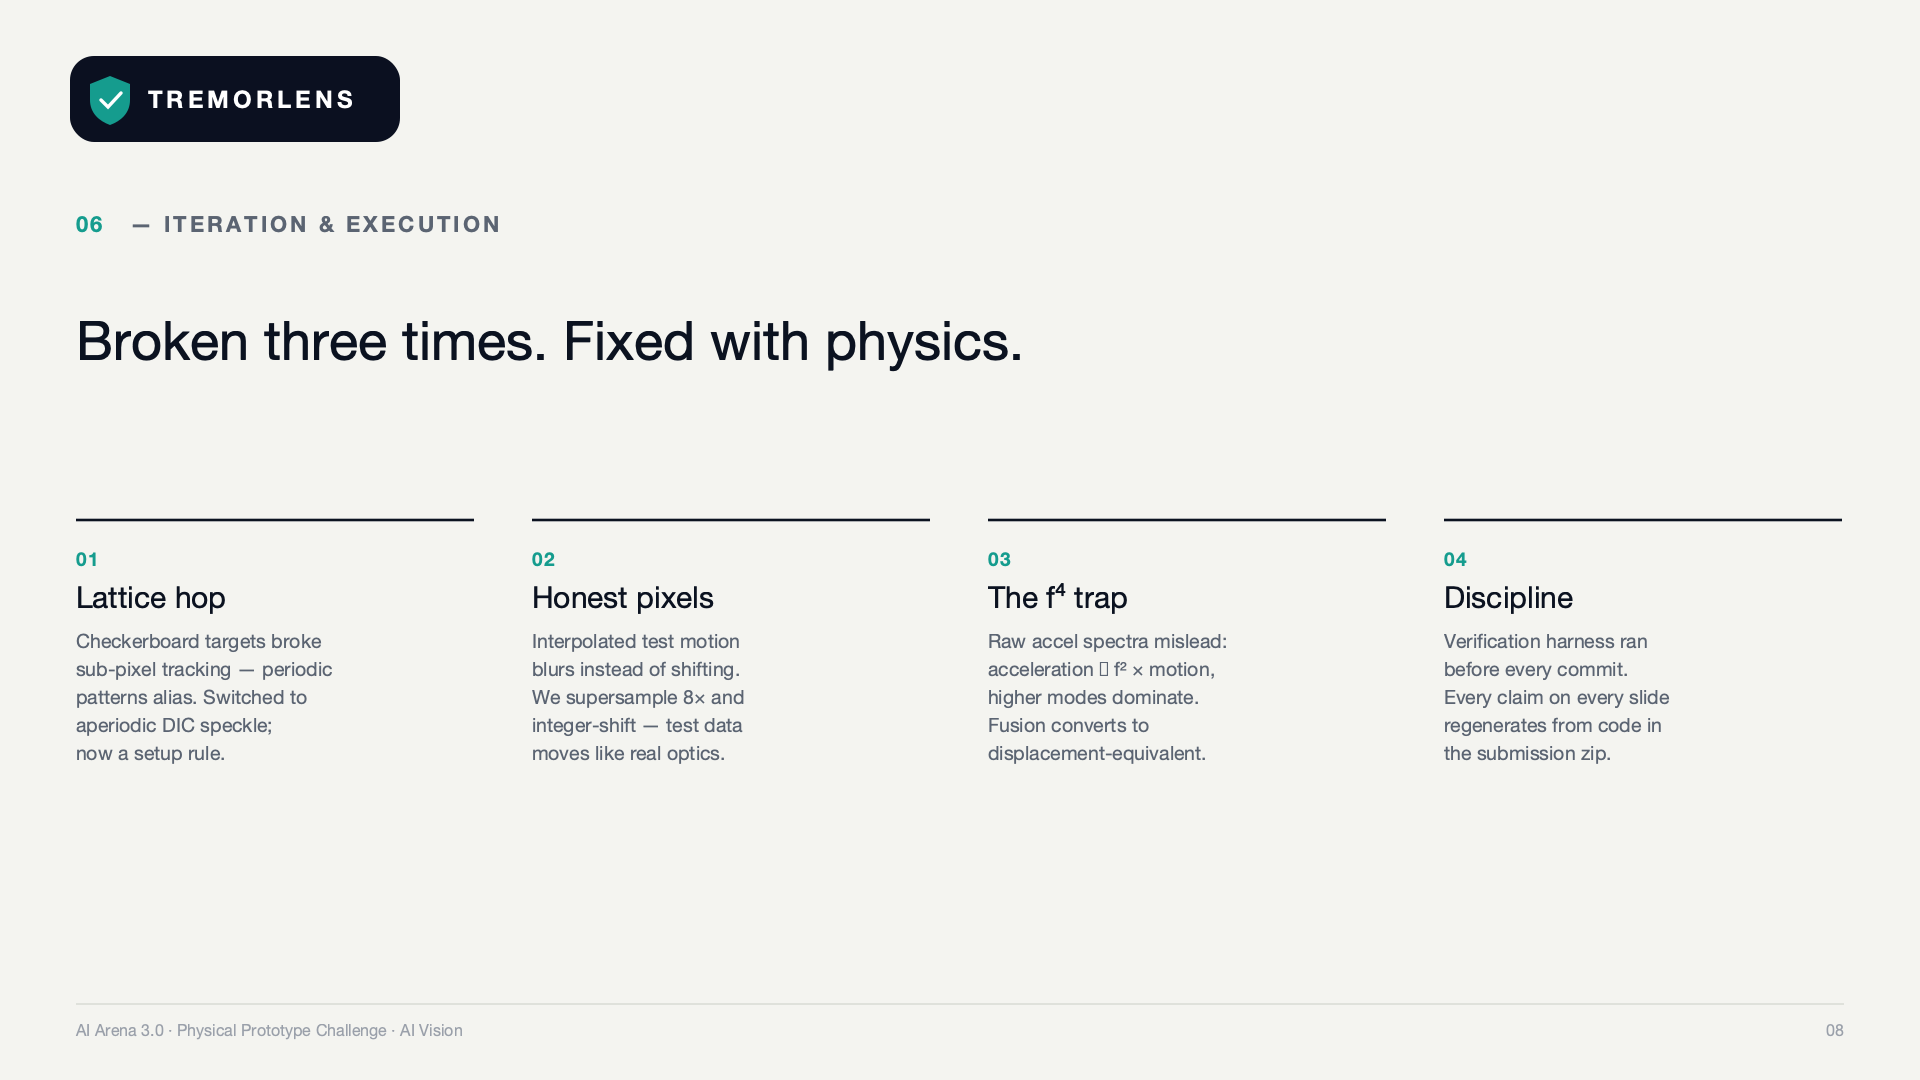 TREMORLENS
06 — ITERATION & EXECUTION
Broken three times. Fixed with physics.
01
Lattice hop
Checkerboard targets broke
sub-pixel tracking — periodic
patterns alias. Switched to
aperiodic DIC speckle;
now a setup rule.
02
Honest pixels
Interpolated test motion
blurs instead of shifting.
We supersample 8× and
integer-shift — test data
moves like real optics.
03
The f⁴ trap
Raw accel spectra mislead:
acceleration ▯ f² × motion,
higher modes dominate.
Fusion converts to
displacement-equivalent.
04
Discipline
Verification harness ran
before every commit.
Every claim on every slide
regenerates from code in
the submission zip.
AI Arena 3.0 · Physical Prototype Challenge · AI Vision
08